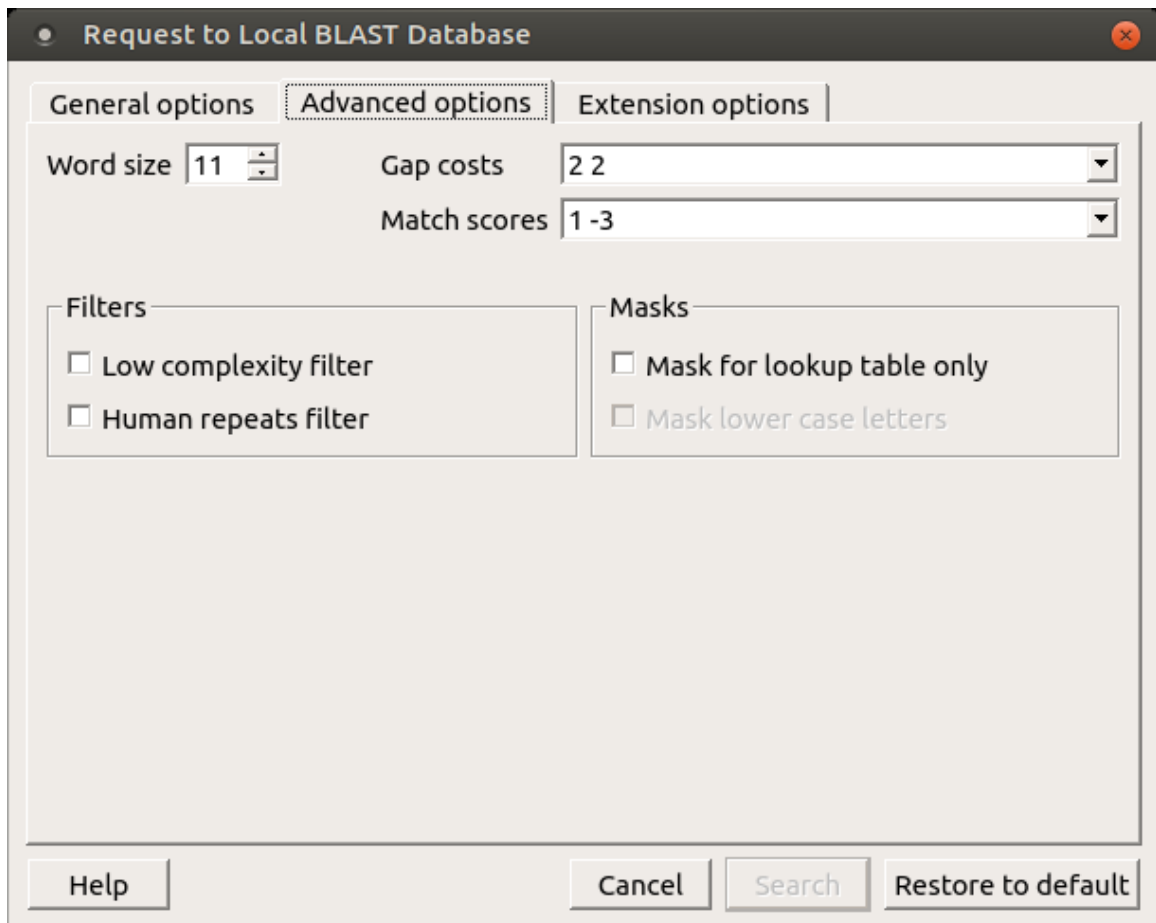 Request to Local BLAST Database
General options Advanced options Extension options
Word size 11 Gap costs 2 2
Match scores 1 -3
Filters Masks
Low complexity filter Mask for lookup table only
Human repeats filter Mask lower case letters
Help Cancel Search Restore to default